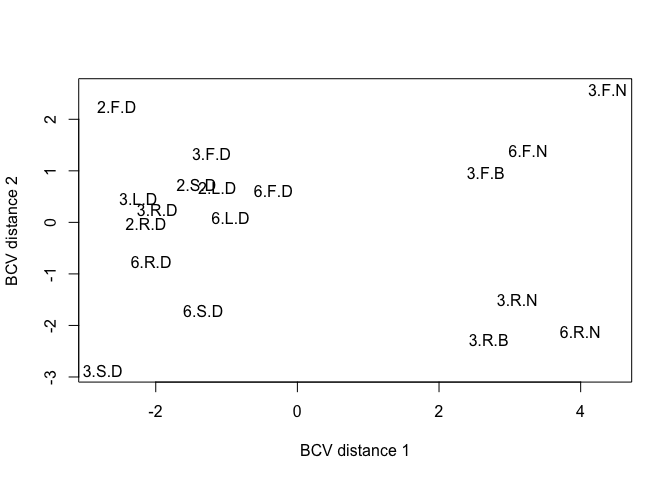 3.F.N
2.F.D
6.F.N
3.F.D
3.F.B
2.S.D
2.L.D
6.F.D
3.L.D
3.R.D
6.L.D
2.R.D
6.R.D
3.R.N
6.S.D
6.R.N
3.R.B
3.S.D
2
1
0
-1
-2
-3
BCV distance 2
-2 0 2 4
BCV distance 1